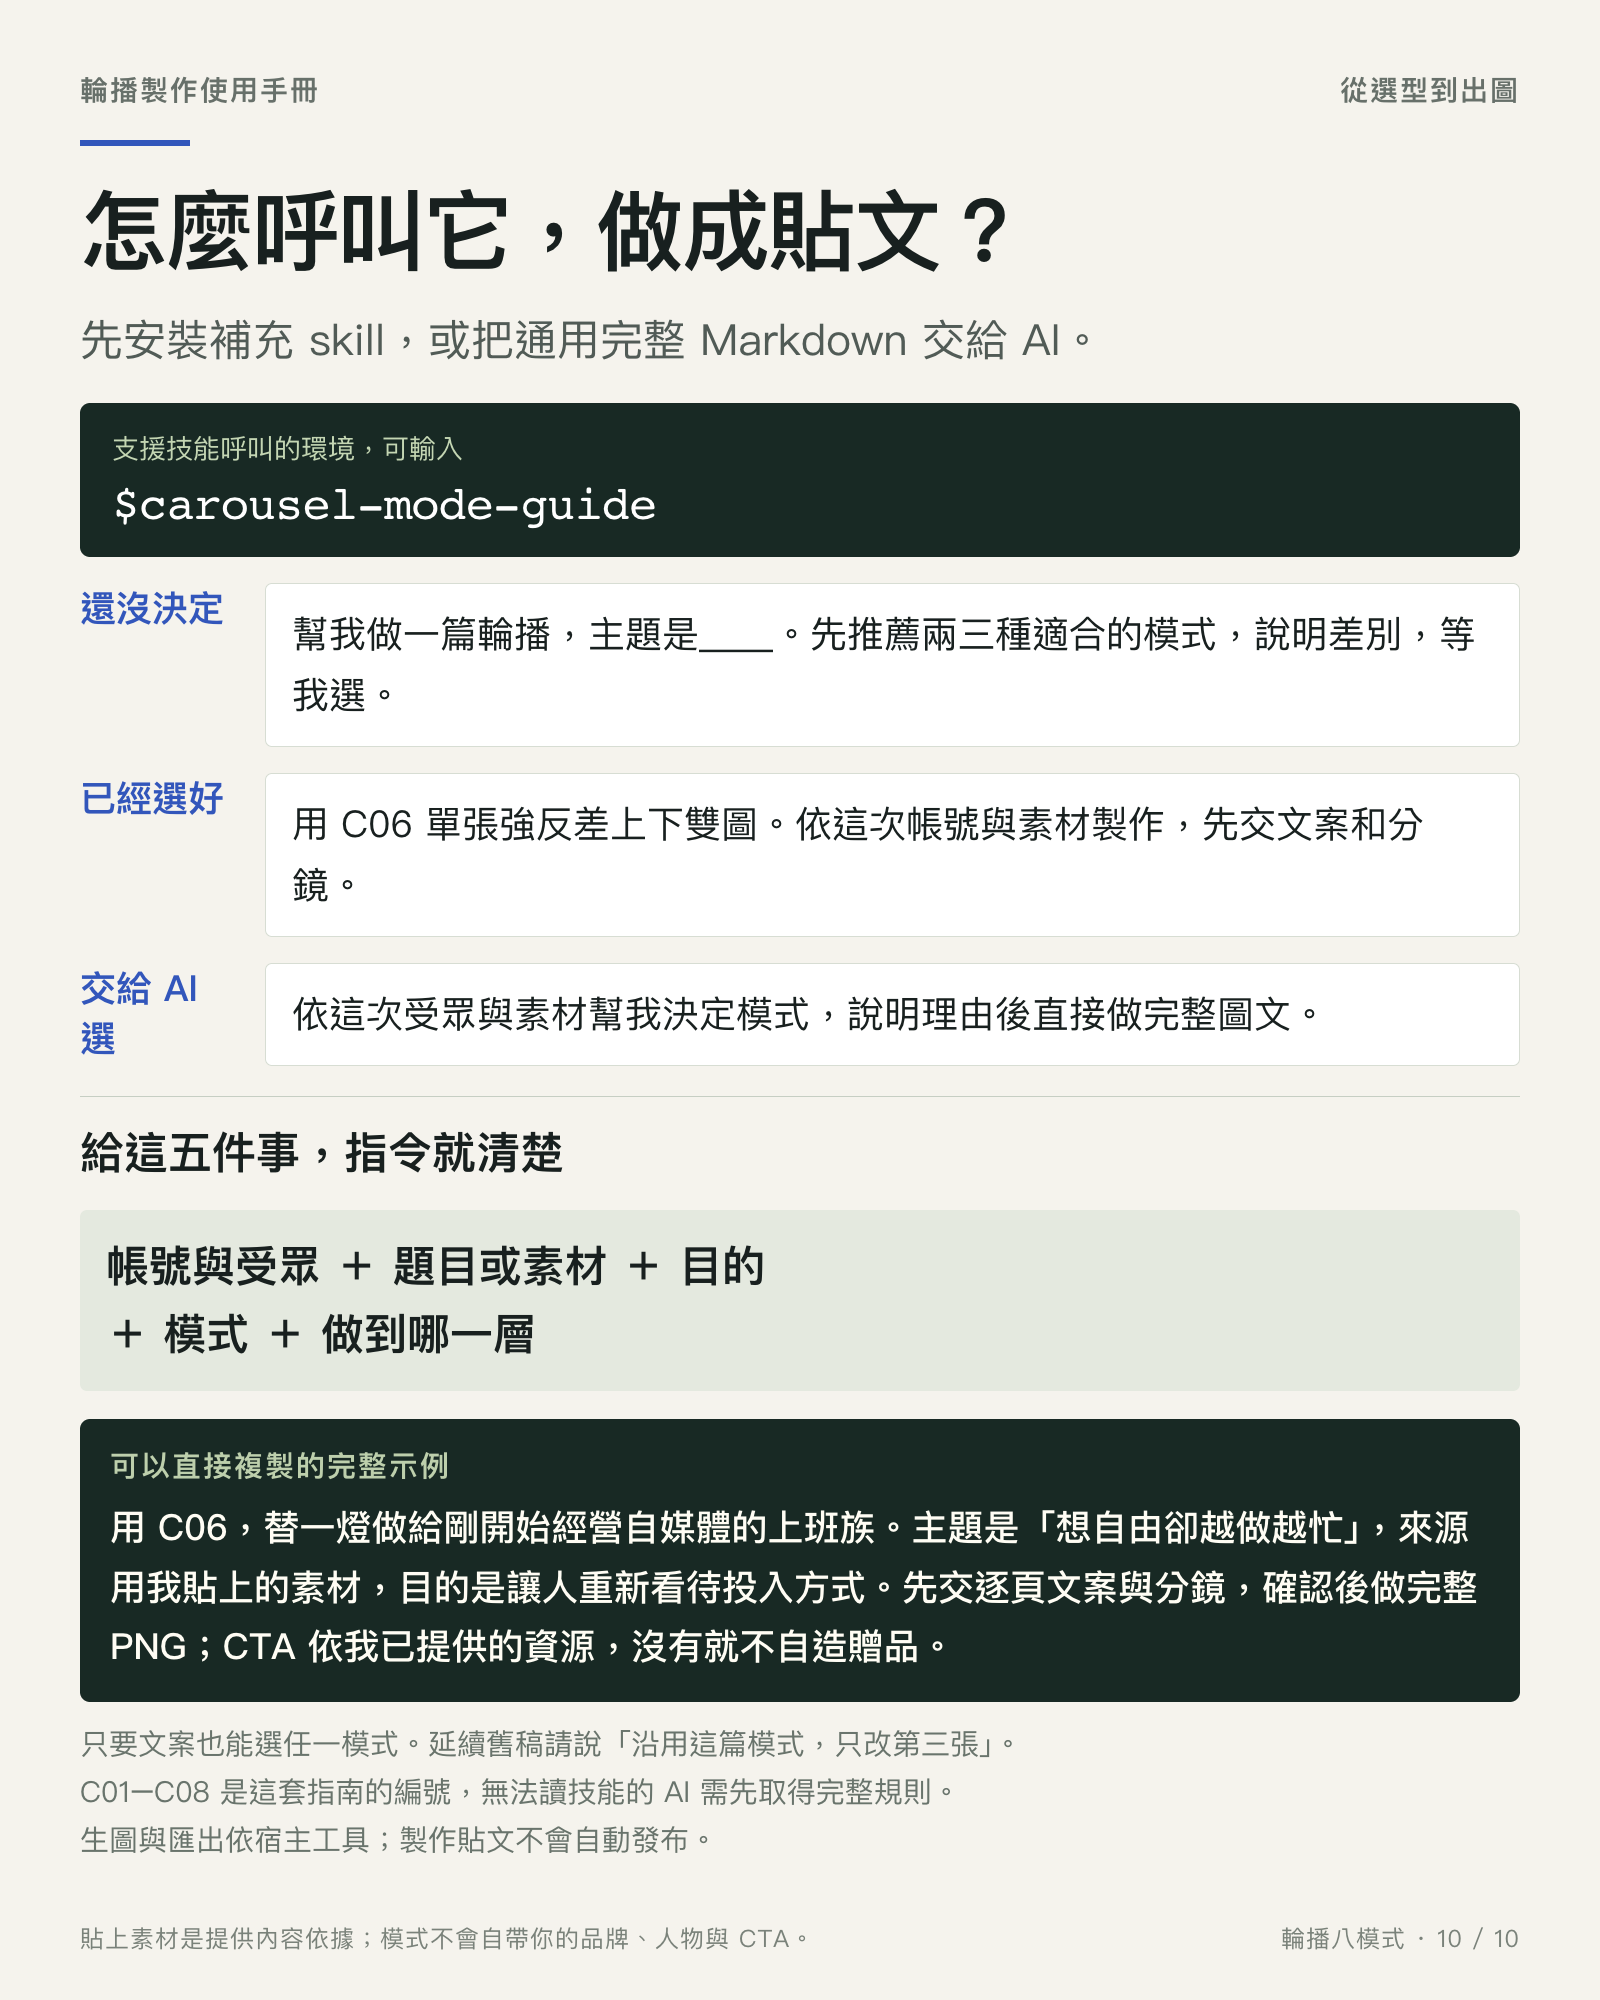 輪播製作使用手冊
從選型到出圖
怎麼呼叫它，做成貼文？
先安裝補充 skill，或把通用完整 Markdown 交給 AI。
支援技能呼叫的環境，可輸入
$carousel-mode-guide
還沒決定
幫我做一篇輪播，主題是____。先推薦兩三種適合的模式，說明差別，等
我選。
已經選好
用 C06 單張強反差上下雙圖。依這次帳號與素材製作，先交文案和分
鏡。
交給 AI
選
依這次受眾與素材幫我決定模式，說明理由後直接做完整圖文。
給這五件事，指令就清楚
帳號與受眾 ＋ 題目或素材 ＋ 目的
＋ 模式 ＋ 做到哪一層
可以直接複製的完整示例
用 C06，替一燈做給剛開始經營自媒體的上班族。主題是「想自由卻越做越忙」，來源
用我貼上的素材，目的是讓人重新看待投入方式。先交逐頁文案與分鏡，確認後做完整
PNG；CTA 依我已提供的資源，沒有就不自造贈品。
只要文案也能選任一模式。延續舊稿請說「沿用這篇模式，只改第三張」。
C01—C08 是這套指南的編號，無法讀技能的 AI 需先取得完整規則。
生圖與匯出依宿主工具；製作貼文不會自動發布。
貼上素材是提供內容依據；模式不會自帶你的品牌、人物與 CTA。
輪播八模式 · 10 / 10